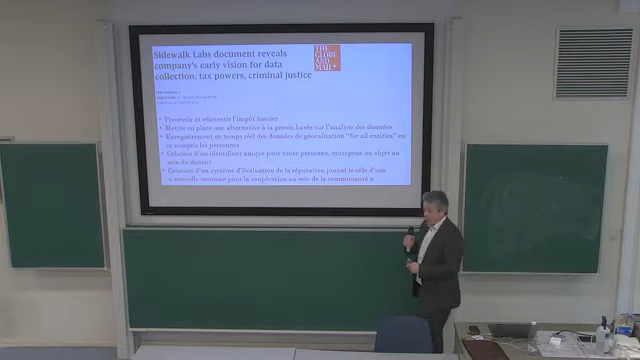 Sidewalk Labs document reveals
company's early vision for data
collection, tax powers, criminal justice
THE
GLOBE
AND
MAIL
• Percevoir et réinvestir l'impôt foncier
• Mettre en place une alternative à la prison basée sur l'analyse des données
• Enregistrement en temps réel des données de géocalisation "for all entities" en
ce compris les personnes
• Création d'un identifiant unique pour toute personne, entreprise ou objet au
sein du district
• Création d'un système d'évaluation de la réputation jouant le rôle d'une
« nouvelle monnaie pour la coopération au sein de la communauté »